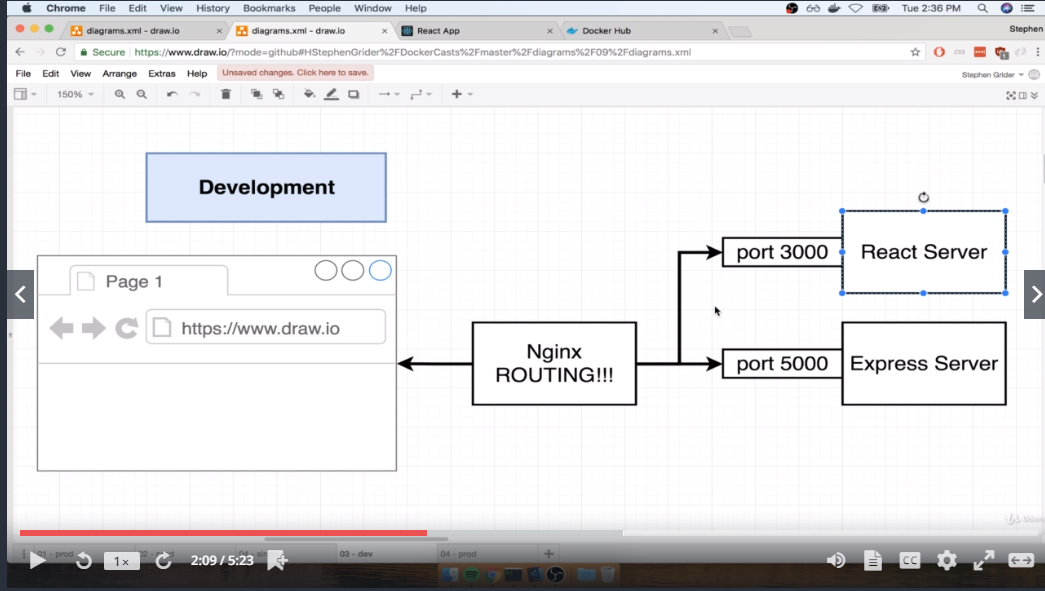 Chrome File Edit View History Bookmarks People Window Help Tue 2:36 PM
diagrams.xml - draw.io × diagrams.xml - draw.io × React App × Docker Hub × Stephen
Secure https://www.draw.io/?mode=github#HStephenGrider%2FDockerCasts%2Fmaster%2Fdiagrams%2F09%2Fdiagrams.xml
File Edit View Arrange Extras Help Unsaved changes. Click here to save. Stephen Grider
150%
Development
Page 1
https://www.draw.io
port 3000 React Server
Nginx
ROUTING!!!
port 5000 Express Server
01 - prod 03 - dev 04 - prod
1× 2:09 / 5:23 CC